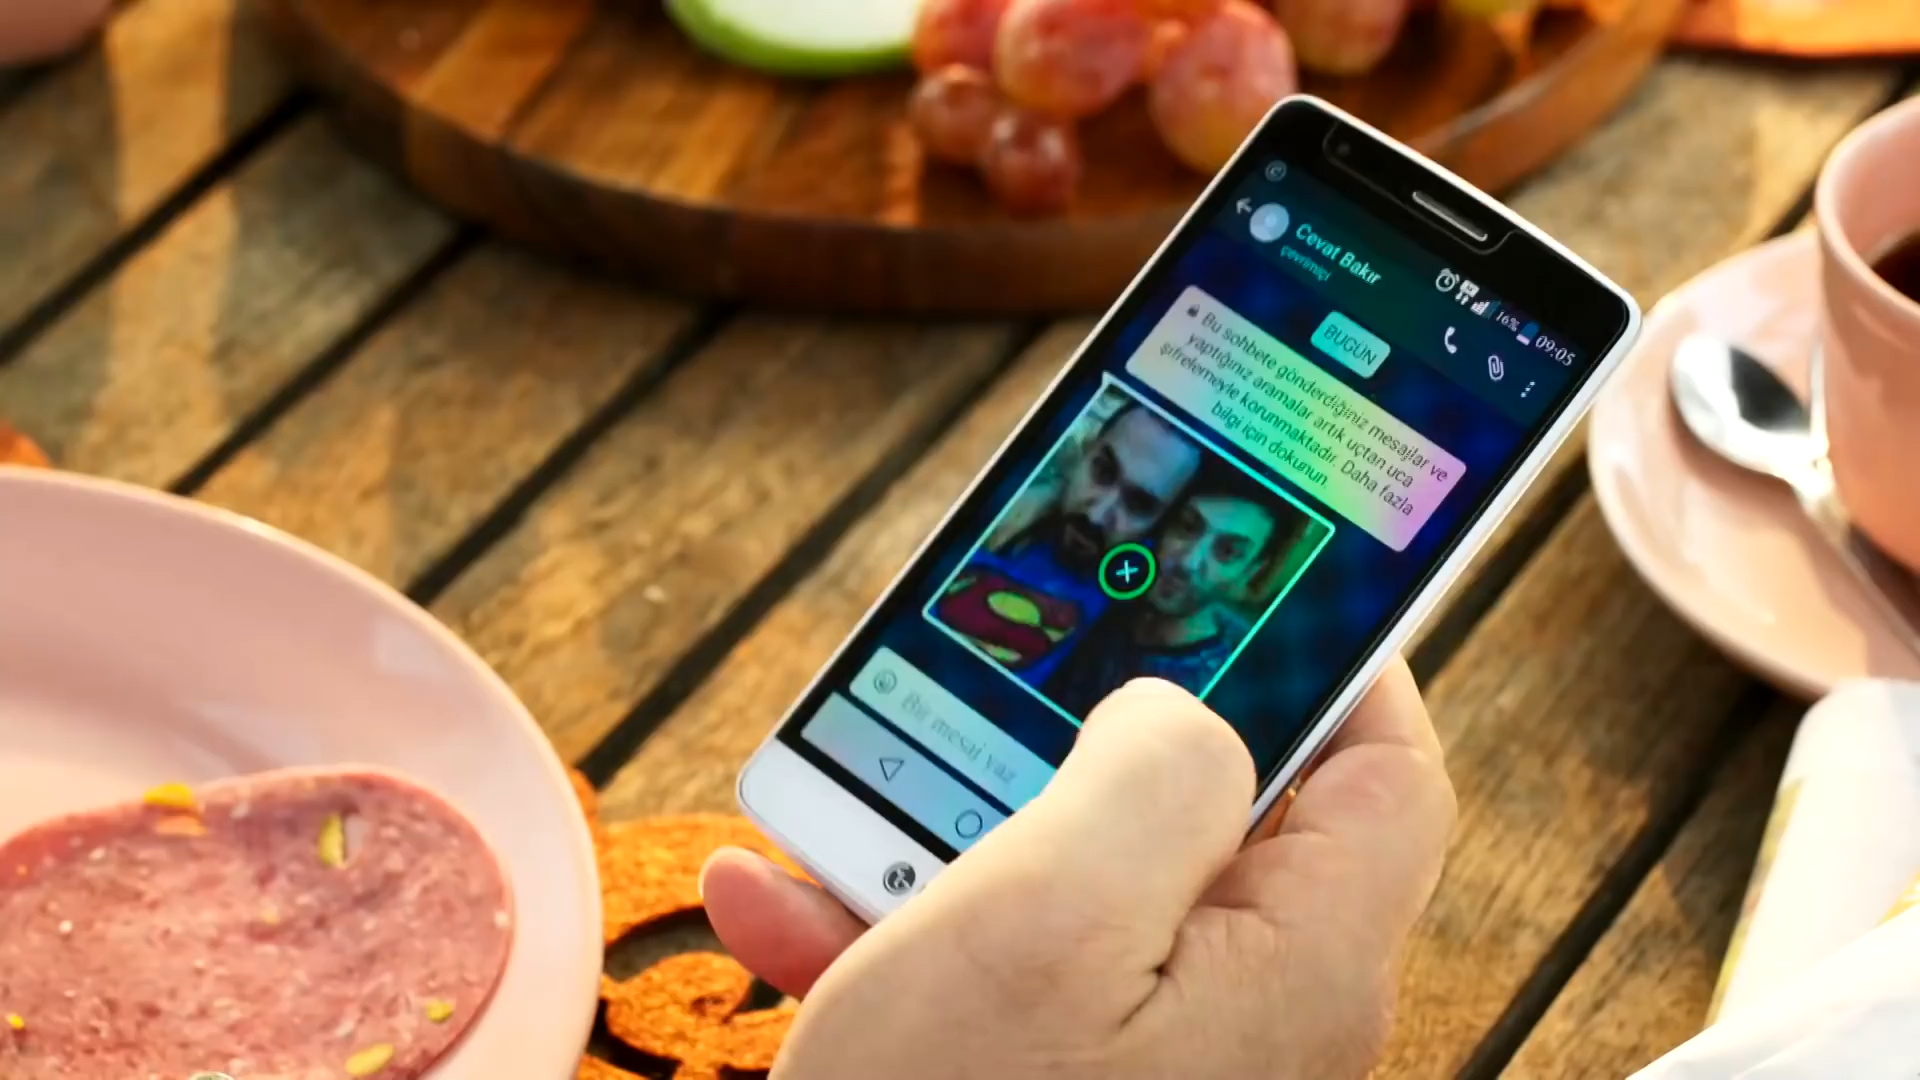 16% 09:05
Cevat Bakır
çevrimiçi
BUGÜN
Bu sohbete gönderdiğiniz mesajlar ve
yaptığınız aramalar artık uçtan uca
şifrelemeyle korunmaktadır. Daha fazla
bilgi için dokunun.
Bir mesaj yaz